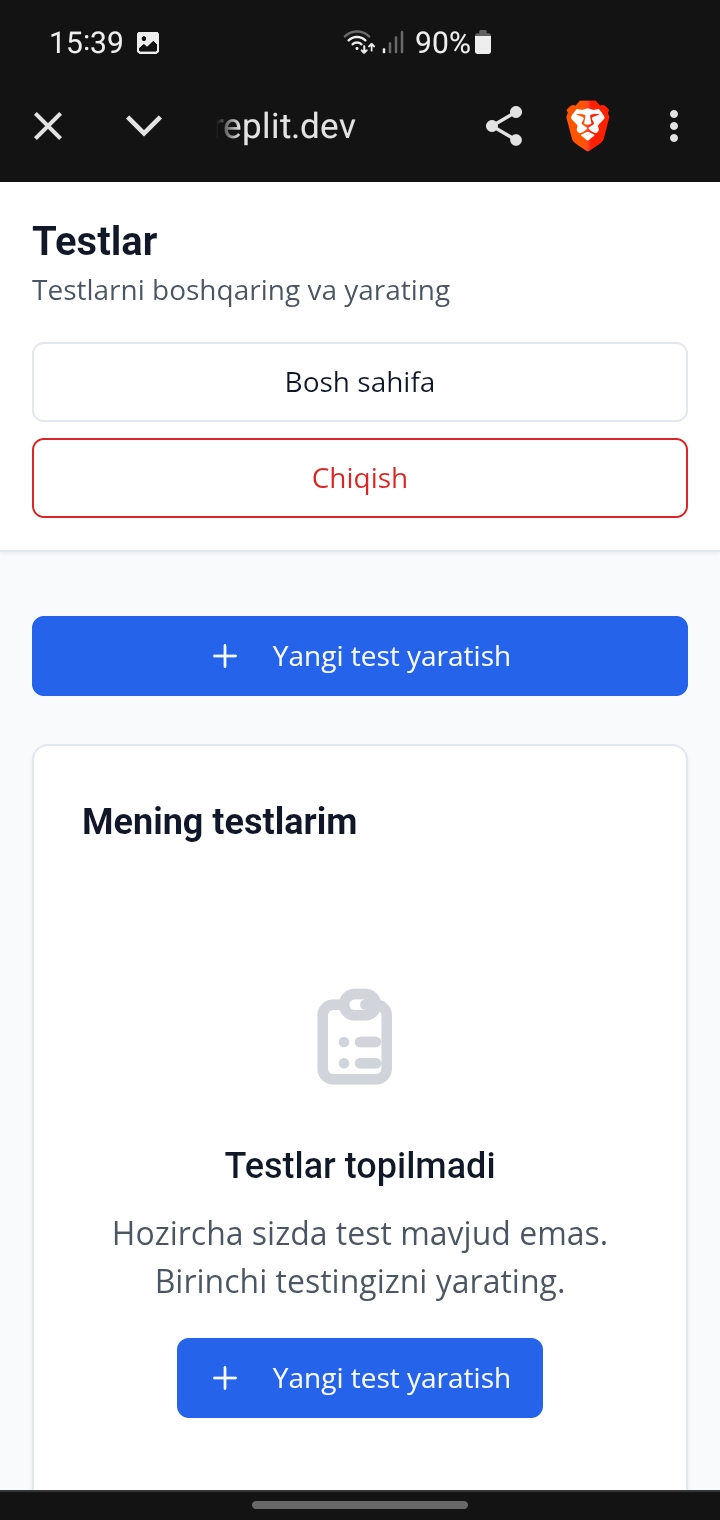 15:39
90%
eplit.dev
Testlar
Testlarni boshqaring va yarating
Bosh sahifa
Chiqish
+ Yangi test yaratish
Mening testlarim
Testlar topilmadi
Hozircha sizda test mavjud emas.
Birinchi testingizni yarating.
+ Yangi test yaratish